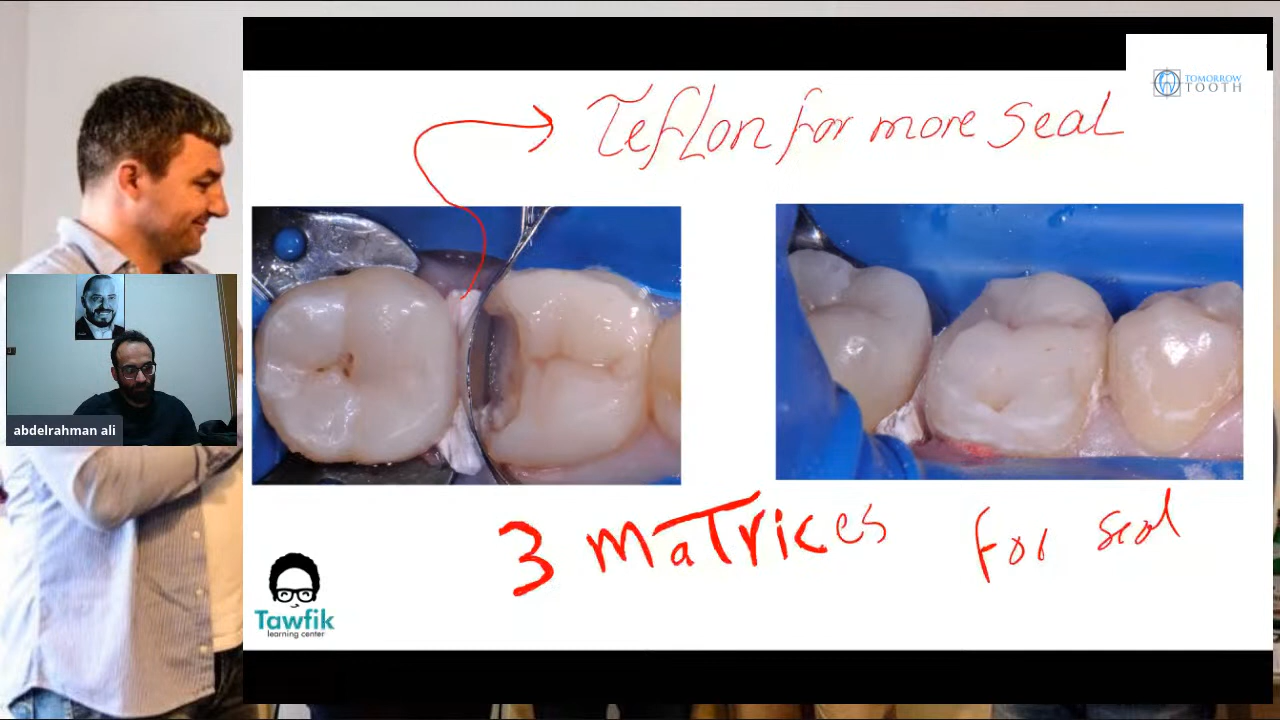 TOMORROW
TOOTH
Teflon for more seal
abdelrahman ali
3 Matrices for seal
Tawfik
learning center